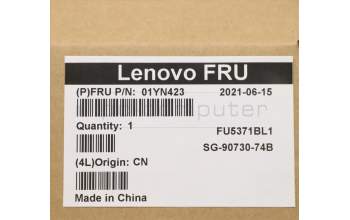 Lenovo FRU
(P)FRU P/N: 01YN423 2021-06-15
Quantity: 1 FU5371BL1
SG-90730-74B
(4L)Origin: CN
Made in China